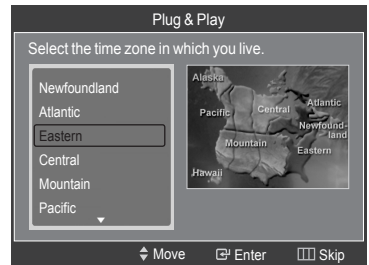 Plug & Play
Select the time zone in which you live.
Newfoundland
Atlantic
Eastern
Central
Mountain
Pacific
Alaska
Pacific
Central
Atlantic
Newfound-
land
Mountain
Eastern
Hawaii
Move Enter Skip